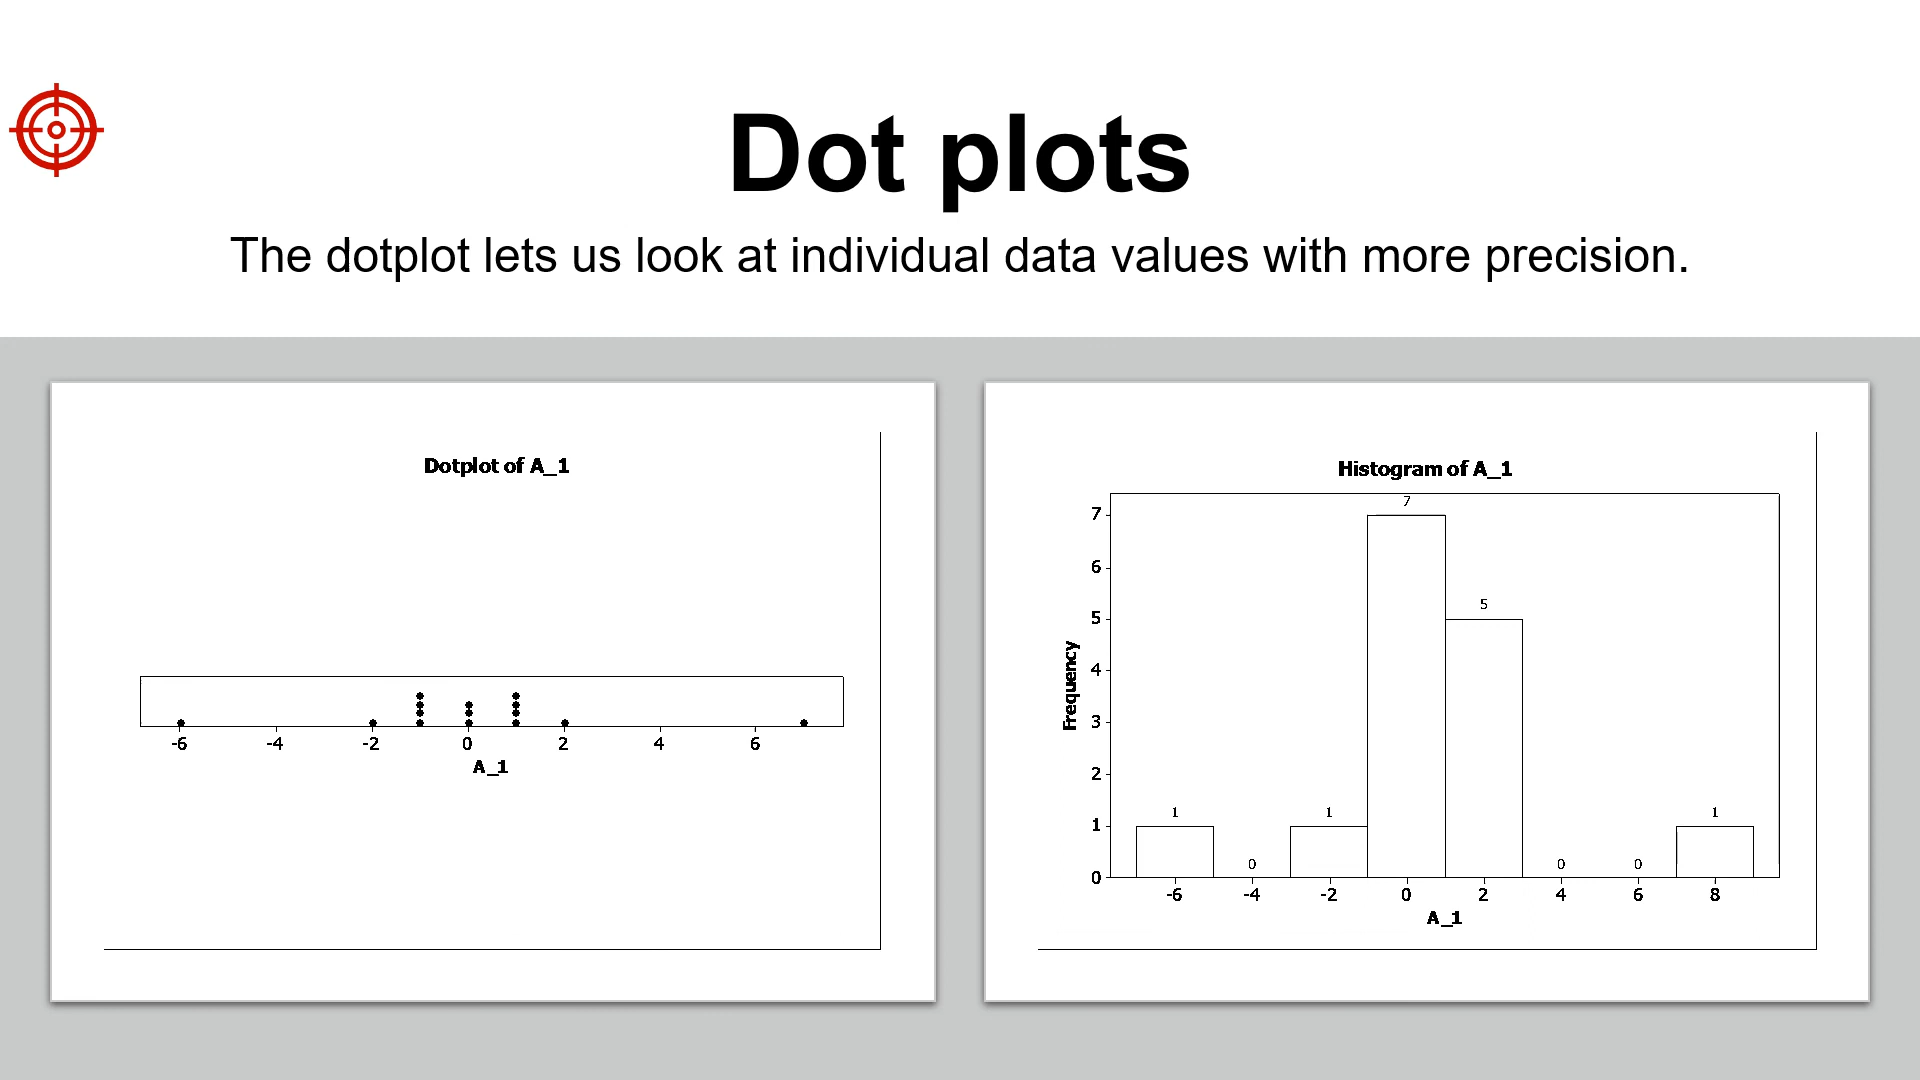 Dot plots
The dotplot lets us look at individual data values with more precision.
Dotplot of A_1
-6 -4 -2 0 2 4 6
A_1
Histogram of A_1
7
7
6
5
5
4
3
2
1 1 1
1
0 0 0
0
-6 -4 -2 0 2 4 6 8
Frequency
A_1